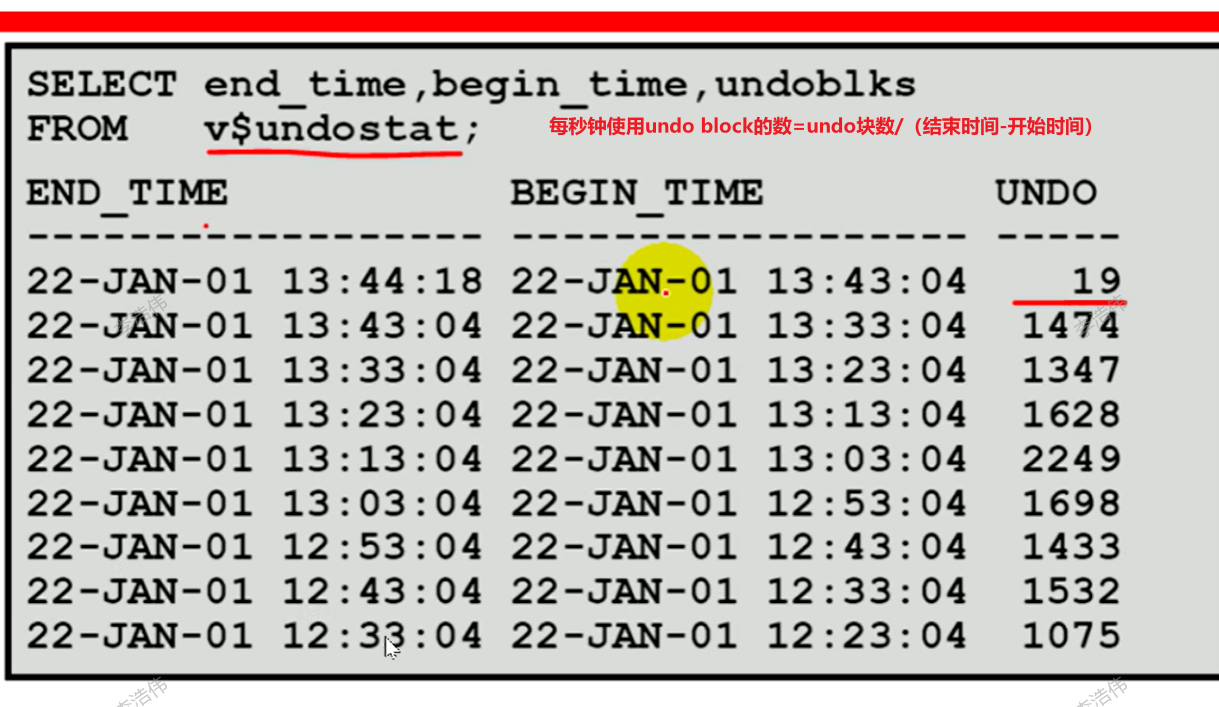 SELECT end_time,begin_time,undoblks
FROM v$undostat;
每秒钟使用undo block的数=undo块数/（结束时间-开始时间）
END_TIME BEGIN_TIME UNDO
------------------ ------------------ -----
22-JAN-01 13:44:18 22-JAN-01 13:43:04 19
22-JAN-01 13:43:04 22-JAN-01 13:33:04 1474
22-JAN-01 13:33:04 22-JAN-01 13:23:04 1347
22-JAN-01 13:23:04 22-JAN-01 13:13:04 1628
22-JAN-01 13:13:04 22-JAN-01 13:03:04 2249
22-JAN-01 13:03:04 22-JAN-01 12:53:04 1698
22-JAN-01 12:53:04 22-JAN-01 12:43:04 1433
22-JAN-01 12:43:04 22-JAN-01 12:33:04 1532
22-JAN-01 12:33:04 22-JAN-01 12:23:04 1075